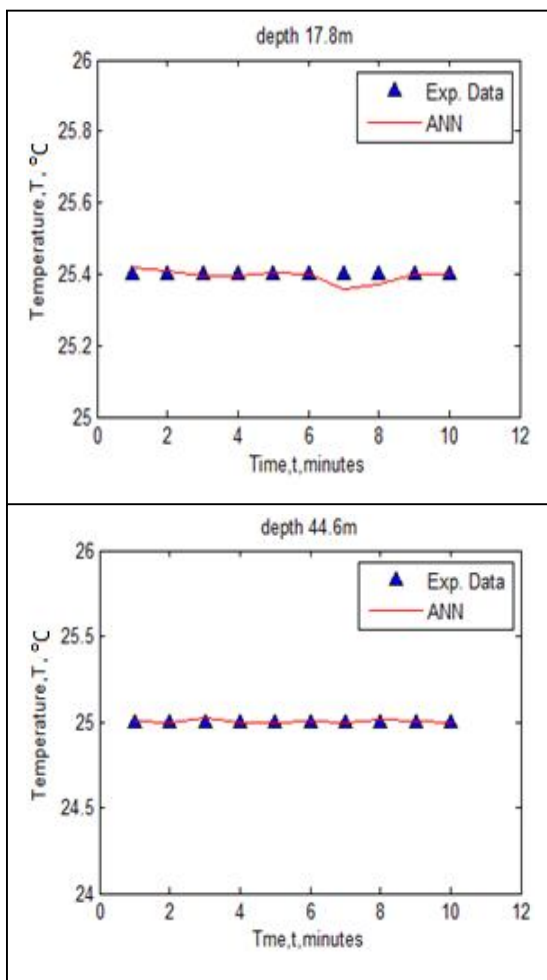 depth 17.8m
26
25.8
25.6
25.4
25.2
25
Temperature,T, °C
Exp. Data
ANN
0 2 4 6 8 10 12
Time,t,minutes
depth 44.6m
26
25.5
25
24.5
24
Temperature,T, °C
Exp. Data
ANN
0 2 4 6 8 10 12
Tme,t,minutes